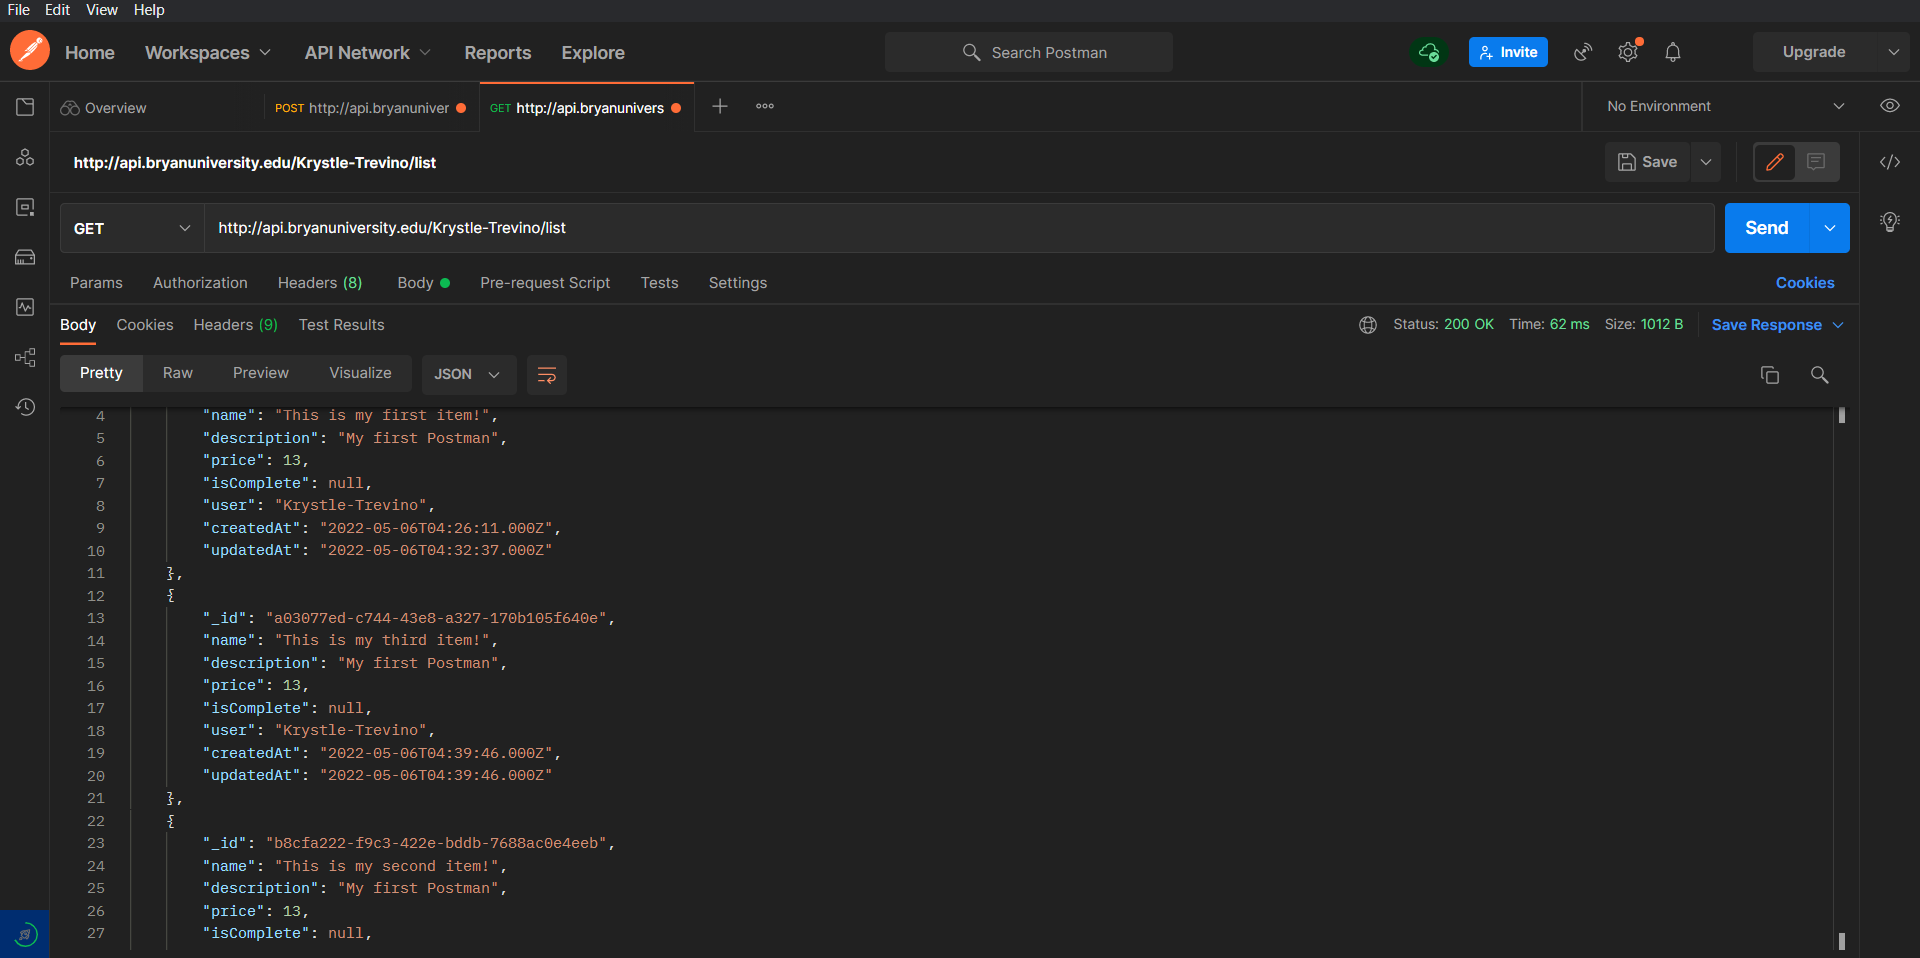 File Edit View Help
Home Workspaces API Network Reports Explore Search Postman Invite Upgrade
Overview POST http://api.bryanuniver GET http://api.bryanunivers No Environment
http://api.bryanuniversity.edu/Krystle-Trevino/list Save
GET http://api.bryanuniversity.edu/Krystle-Trevino/list Send
Params Authorization Headers (8) Body Pre-request Script Tests Settings Cookies
Body Cookies Headers (9) Test Results Status: 200 OK Time: 62 ms Size: 1012 B Save Response
Pretty Raw Preview Visualize JSON
4 "name": "This is my first item!",
5 "description": "My first Postman",
6 "price": 13,
7 "isComplete": null,
8 "user": "Krystle-Trevino",
9 "createdAt": "2022-05-06T04:26:11.000Z",
10 "updatedAt": "2022-05-06T04:32:37.000Z"
11 },
12 {
13 "_id": "a03077ed-c744-43e8-a327-170b105f640e",
14 "name": "This is my third item!",
15 "description": "My first Postman",
16 "price": 13,
17 "isComplete": null,
18 "user": "Krystle-Trevino",
19 "createdAt": "2022-05-06T04:39:46.000Z",
20 "updatedAt": "2022-05-06T04:39:46.000Z"
21 },
22 {
23 "_id": "b8cfa222-f9c3-422e-bddb-7688ac0e4eeb",
24 "name": "This is my second item!",
25 "description": "My first Postman",
26 "price": 13,
27 "isComplete": null,